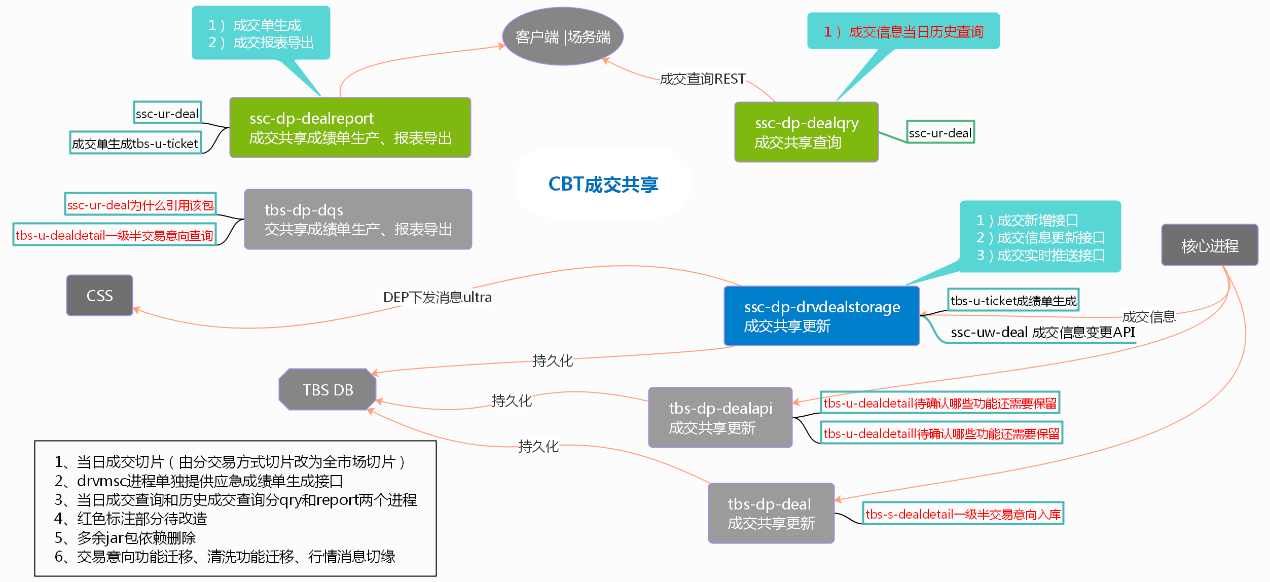 1） 成交单生成
2） 成交报表导出
客户端 |场务端
1） 成交信息当日历史查询
成交查询REST
ssc-ur-deal
成交单生成tbs-u-ticket
ssc-dp-dealreport
成交共享成绩单生产、报表导出
ssc-dp-dealqry
成交共享查询
ssc-ur-deal
CBT成交共享
ssc-ur-deal为什么引用该包
tbs-u-dealdetail一级半交易意向查询
tbs-dp-dqs
交共享成绩单生产、报表导出
1）成交新增接口
2）成交信息更新接口
3）成交实时推送接口
核心进程
CSS
DEP下发消息ultra
ssc-dp-drvdealstorage
成交共享更新
tbs-u-ticket成绩单生成
成交信息
ssc-uw-deal 成交信息变更API
持久化
TBS DB
持久化
tbs-dp-dealapi
成交共享更新
tbs-u-dealdetail待确认哪些功能还需要保留
tbs-u-dealdetaill待确认哪些功能还需要保留
持久化
tbs-dp-deal
成交共享更新
tbs-s-dealdetail一级半交易意向入库
1、当日成交切片（由分交易方式切片改为全市场切片）
2、drvmsc进程单独提供应急成绩单生成接口
3、当日成交查询和历史成交查询分qry和report两个进程
4、红色标注部分待改造
5、多余jar包依赖删除
6、交易意向功能迁移、清洗功能迁移、行情消息切缘